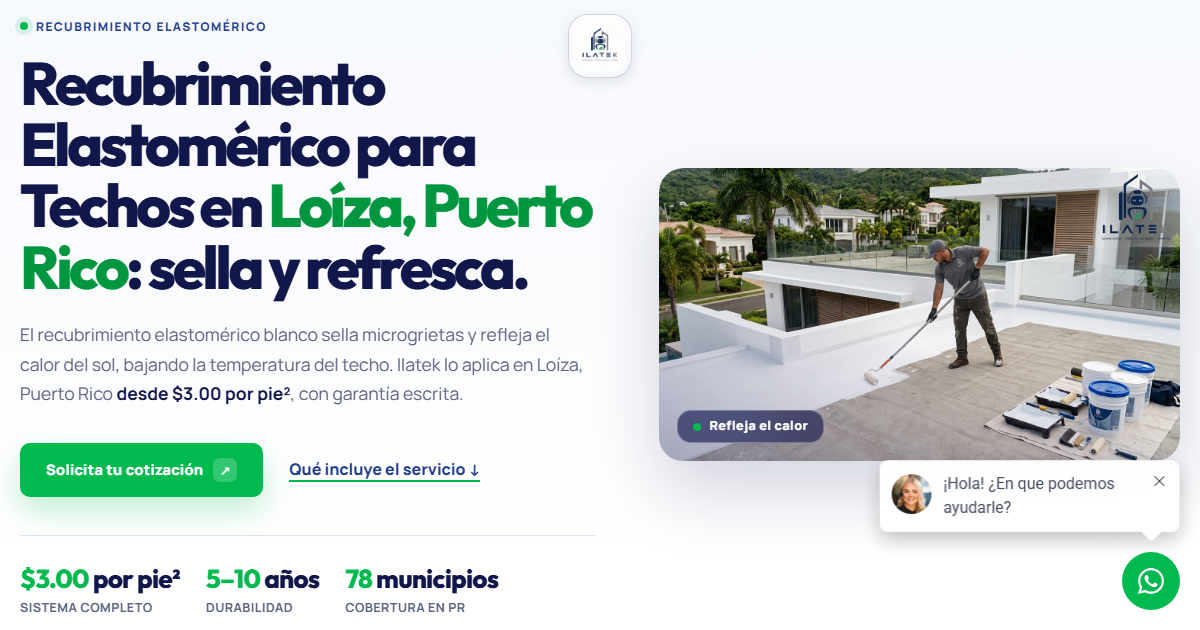 RECUBRIMIENTO ELASTOMÉRICO
ILATEK
Recubrimiento
Elastomérico para
Techos en Loíza, Puerto
Rico: sella y refresca.
El recubrimiento elastomérico blanco sella microgrietas y refleja el
calor del sol, bajando la temperatura del techo. Ilatek lo aplica en Loíza,
Puerto Rico desde $3.00 por pie², con garantía escrita.
Solicita tu cotización ↗
Qué incluye el servicio ↓
$3.00 por pie²
SISTEMA COMPLETO
5–10 años
DURABILIDAD
78 municipios
COBERTURA EN PR
ILATE
Refleja el calor
¡Hola! ¿En que podemos
ayudarle?